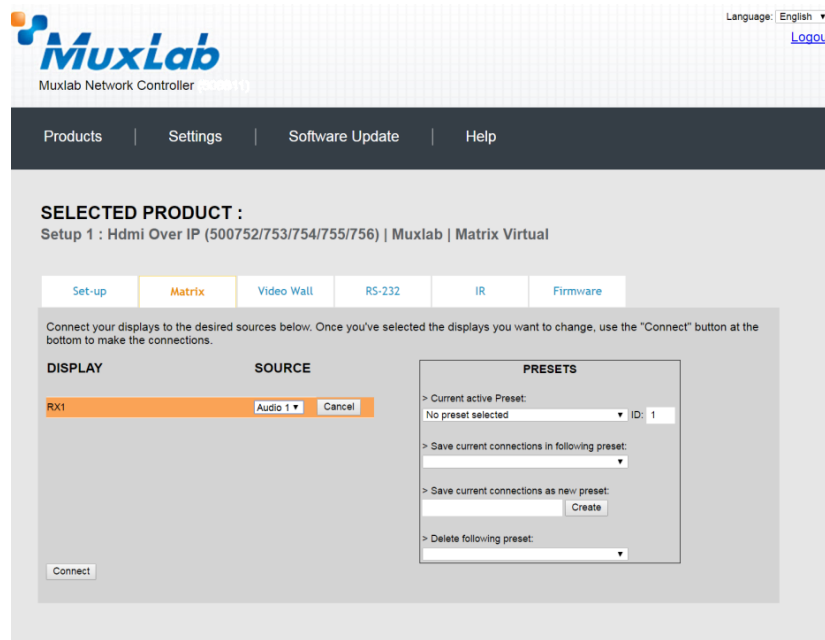 Language: English
Logou
MuxLab
Muxlab Network Controller
Products | Settings | Software Update | Help
SELECTED PRODUCT :
Setup 1 : Hdmi Over IP (500752/753/754/755/756) | Muxlab | Matrix Virtual
Set-up Matrix Video Wall RS-232 IR Firmware
Connect your displays to the desired sources below. Once you've selected the displays you want to change, use the "Connect" button at the
bottom to make the connections.
DISPLAY SOURCE PRESETS
> Current active Preset:
RX1 Audio 1 Cancel No preset selected ID: 1
> Save current connections in following preset:
> Save current connections as new preset:
Create
> Delete following preset:
Connect